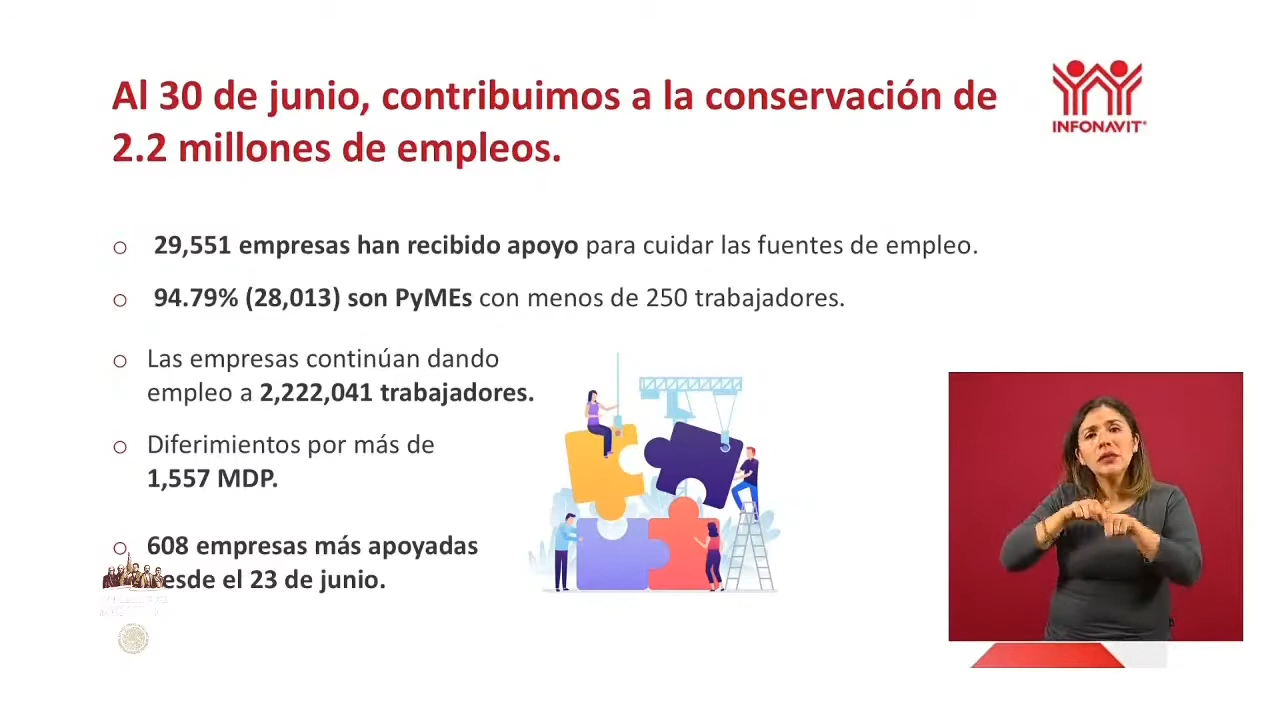 Al 30 de junio, contribuimos a la conservación de
2.2 millones de empleos.
INFONAVIT
o 29,551 empresas han recibido apoyo para cuidar las fuentes de empleo.
o 94.79% (28,013) son PyMEs con menos de 250 trabajadores.
o Las empresas continúan dando
empleo a 2,222,041 trabajadores.
o Diferimientos por más de
1,557 MDP.
o 608 empresas más apoyadas
esde el 23 de junio.